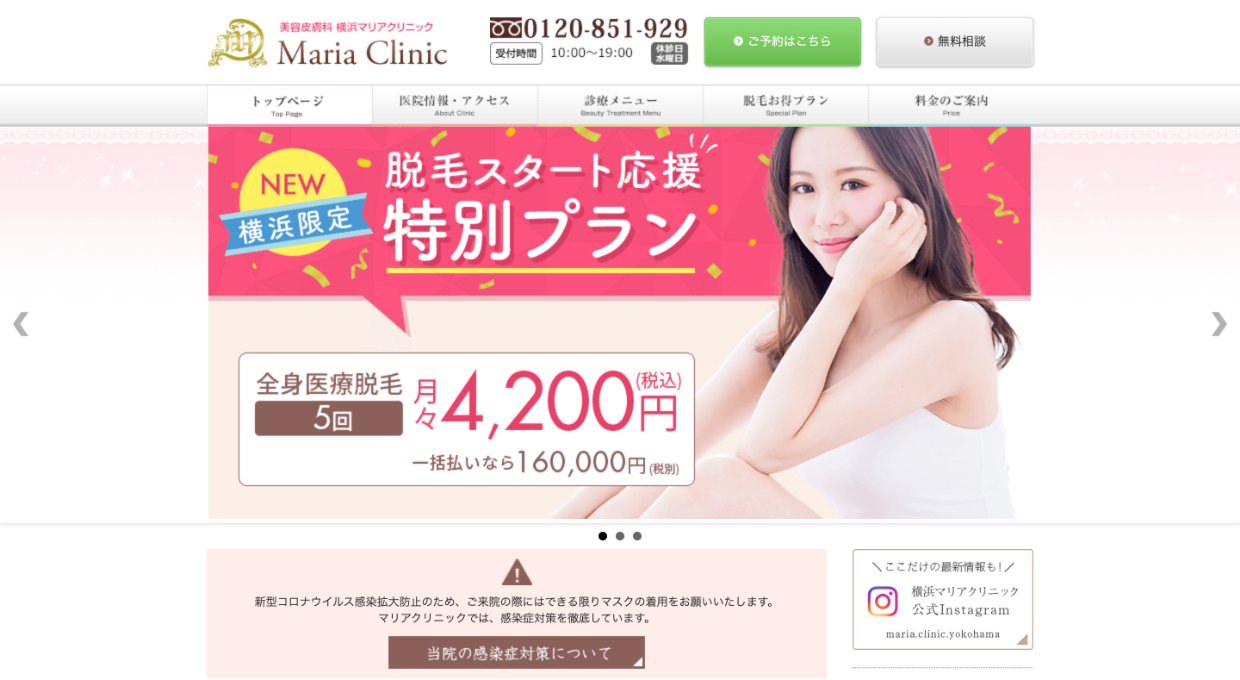 美容皮膚科 横浜マリアクリニック
Maria Clinic
0120-851-929
受付時間 10:00〜19:00 休診日 水曜日
ご予約はこちら
無料相談
トップページ
Top Page
医院情報・アクセス
About Clinic
診療メニュー
Beauty Treatment Menu
脱毛お得プラン
Special Plan
料金のご案内
Price
NEW
横浜限定
脱毛スタート応援
特別プラン
全身医療脱毛
5回
月々4,200円(税込)
一括払いなら160,000円(税別)
新型コロナウイルス感染拡大防止のため、ご来院の際にはできる限りマスクの着用をお願いいたします。
マリアクリニックでは、感染症対策を徹底しています。
当院の感染症対策について
＼ここだけの最新情報も!／
横浜マリアクリニック
公式Instagram
maria.clinic.yokohama